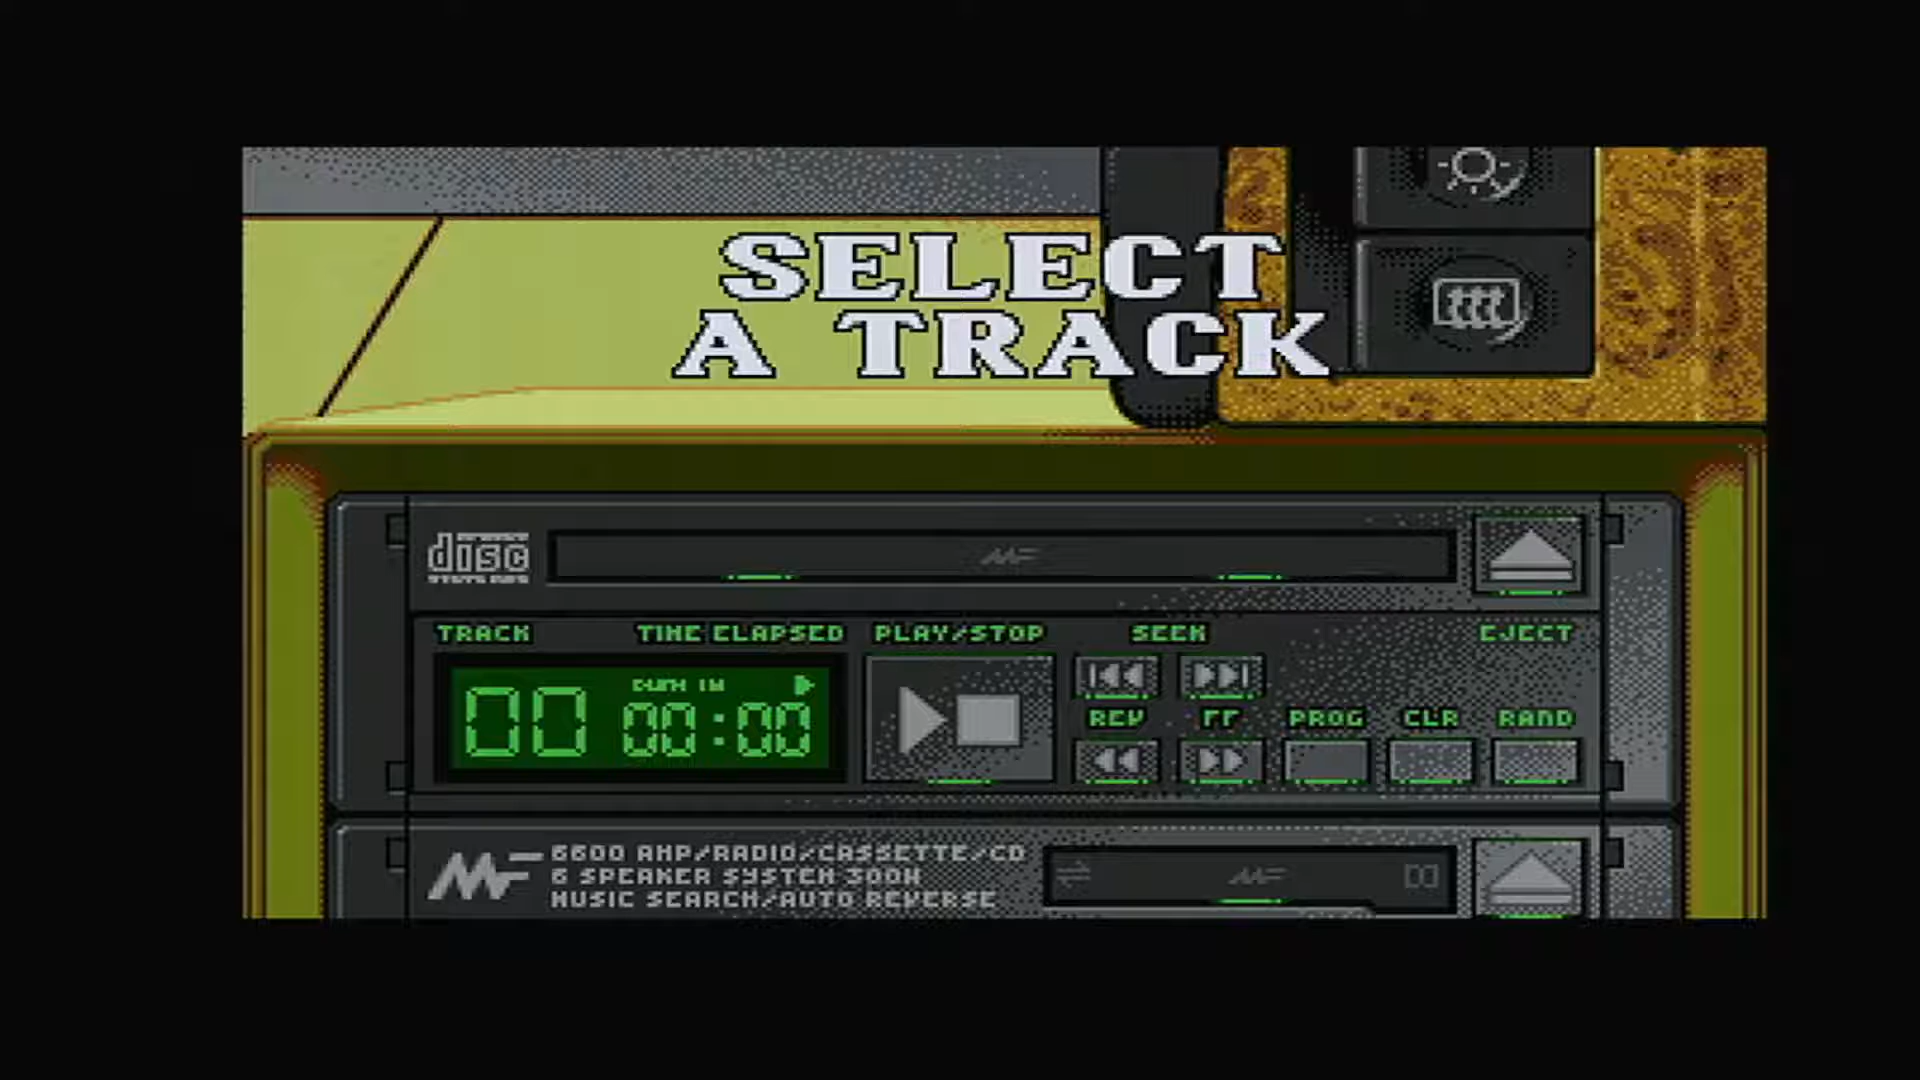 SELECT
A TRACK
disc
TRACK TIME ELAPSED PLAY/STOP SEEK EJECT
00 00:00
REV FF PROG CLR RAND
MF 6600 AMP/RADIO/CASSETTE/CD
6 SPEAKER SYSTEM 300W
MUSIC SEARCH/AUTO REVERSE